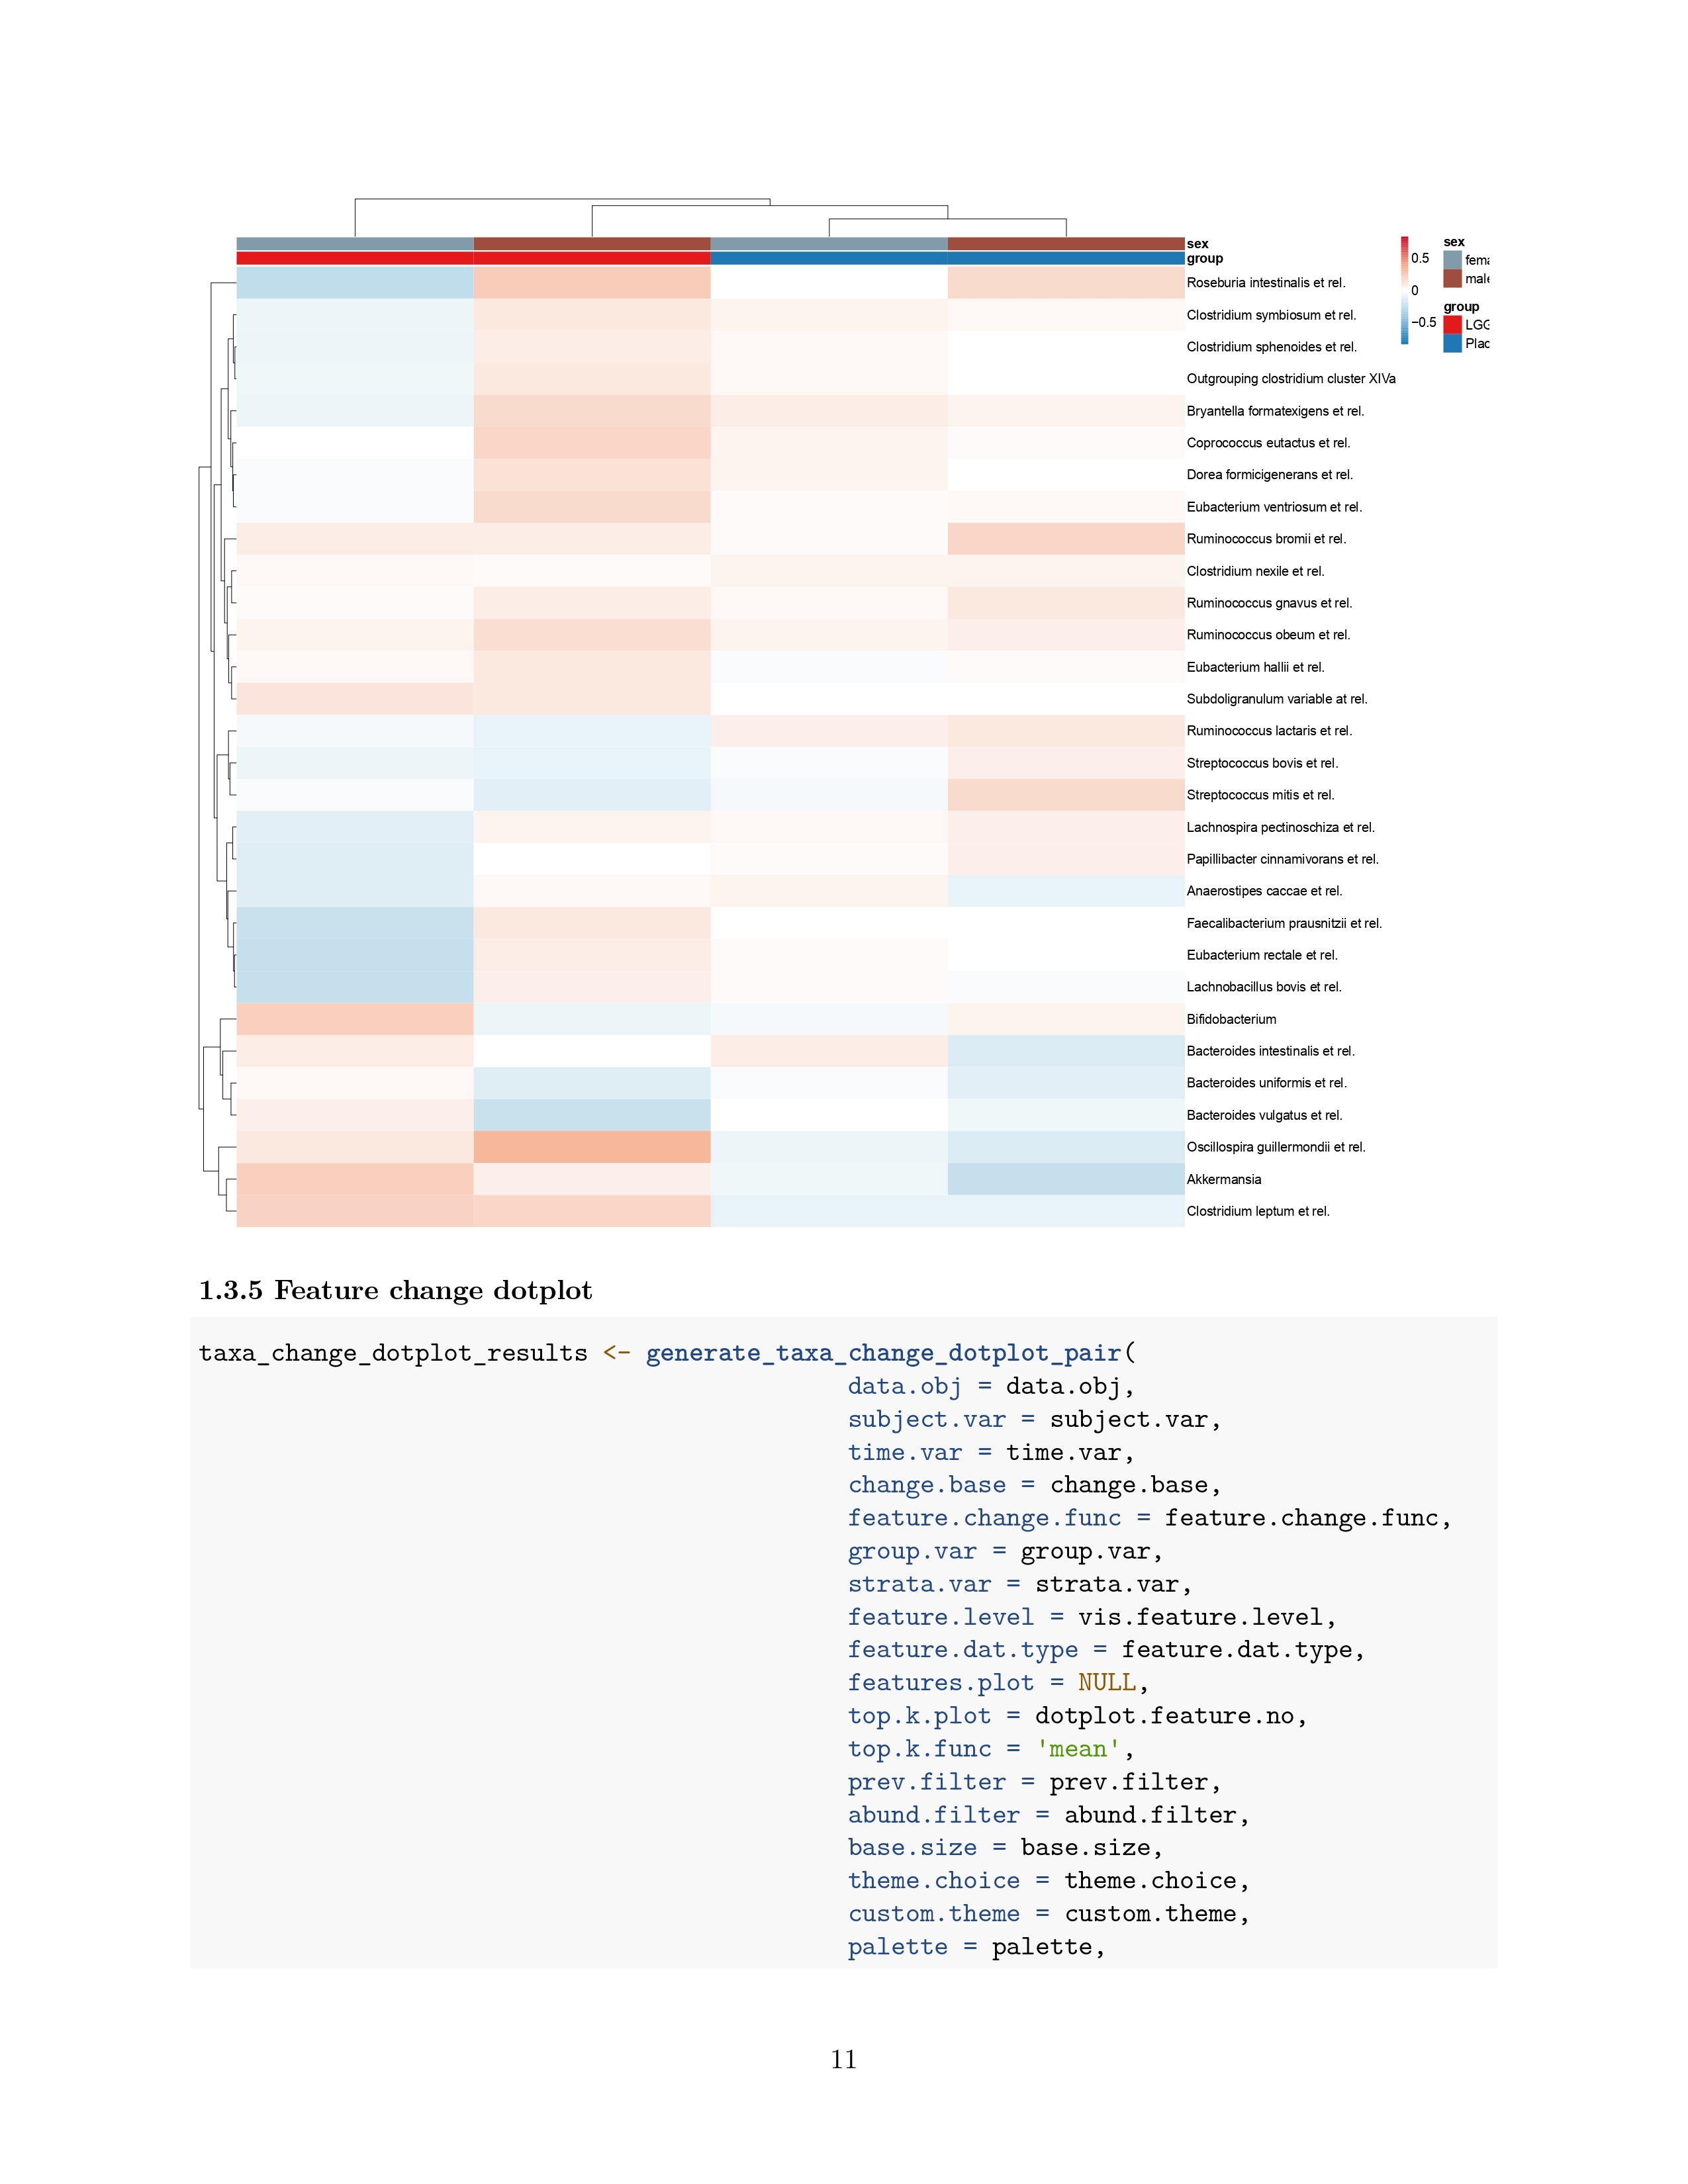 sex
group
Roseburia intestinalis et rel.
Clostridium symbiosum et rel.
Clostridium sphenoides et rel.
Outgrouping clostridium cluster XIVa
Bryantella formatexigens et rel.
Coprococcus eutactus et rel.
Dorea formicigenerans et rel.
Eubacterium ventriosum et rel.
Ruminococcus bromii et rel.
Clostridium nexile et rel.
Ruminococcus gnavus et rel.
Ruminococcus obeum et rel.
Eubacterium hallii et rel.
Subdoligranulum variable at rel.
Ruminococcus lactaris et rel.
Streptococcus bovis et rel.
Streptococcus mitis et rel.
Lachnospira pectinoschiza et rel.
Papillibacter cinnamivorans et rel.
Anaerostipes caccae et rel.
Faecalibacterium prausnitzii et rel.
Eubacterium rectale et rel.
Lachnobacillus bovis et rel.
Bifidobacterium
Bacteroides intestinalis et rel.
Bacteroides uniformis et rel.
Bacteroides vulgatus et rel.
Oscillospira guillermondii et rel.
Akkermansia
Clostridium leptum et rel.
0.5
0
−0.5
sex
fema
male
group
LGG
Plac
1.3.5 Feature change dotplot
taxa_change_dotplot_results <- generate_taxa_change_dotplot_pair(
data.obj = data.obj,
subject.var = subject.var,
time.var = time.var,
change.base = change.base,
feature.change.func = feature.change.func,
group.var = group.var,
strata.var = strata.var,
feature.level = vis.feature.level,
feature.dat.type = feature.dat.type,
features.plot = NULL,
top.k.plot = dotplot.feature.no,
top.k.func = 'mean',
prev.filter = prev.filter,
abund.filter = abund.filter,
base.size = base.size,
theme.choice = theme.choice,
custom.theme = custom.theme,
palette = palette,
11